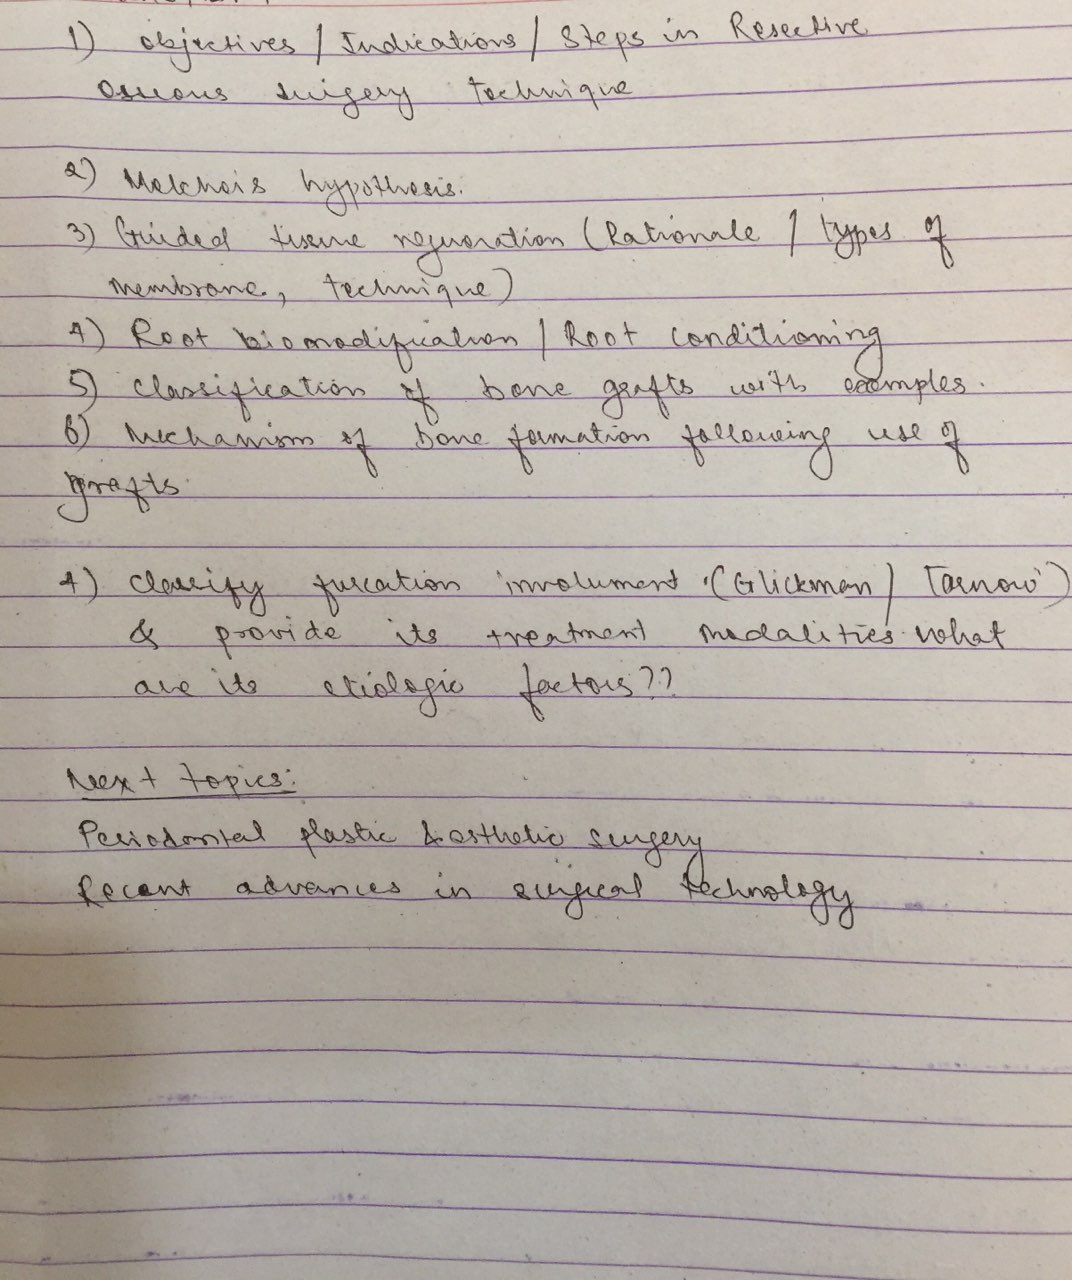 1) objectives / Indications / Steps in Resective
osseous surgery technique
2) Melchers hypothesis.
3) Guided tissue regeneration (Rationale / types of
membrane, technique)
4) Root biomodification / Root conditioning
5) classification of bone grafts with examples.
6) Mechanism of bone formation following use of
grafts.
7) classify furcation involvment (Glickman / Tarnow)
& provide its treatment modalities. what
are its etiologic factors??
Next topics:
Periodontal plastic & esthetic surgery
Recent advances in surgical technology